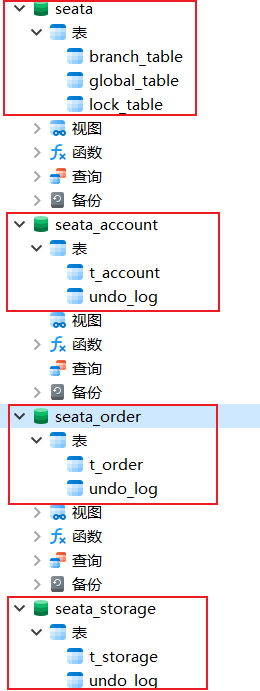 seata
表
branch_table
global_table
lock_table
视图
函数
查询
备份
seata_account
表
t_account
undo_log
视图
函数
查询
备份
seata_order
表
t_order
undo_log
视图
函数
查询
备份
seata_storage
表
t_storage
undo_log